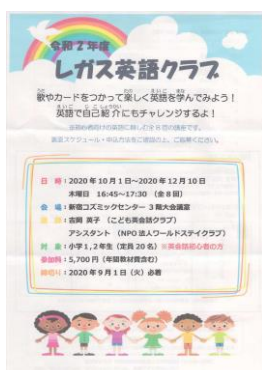 令和2年度
レガス英語クラブ
歌やカードをつかって楽しく英語を学んでみよう！
英語で自己紹介にもチャレンジするよ！
日 時：2020年10月1日～2020年12月10日
木曜日 16:45～17:30 （全8回）
会 場：新宿コズミックセンター 3階大会議室
吉岡 英子 （こども英会話クラブ）
アシスタント （NPO法人ワールドステイクラブ）
対 象：小学1,2年生（定員20名）※英会話初心者の方
参加料：5,700円（年間教材費含む）
締切り：2020年9月1日（火）必着